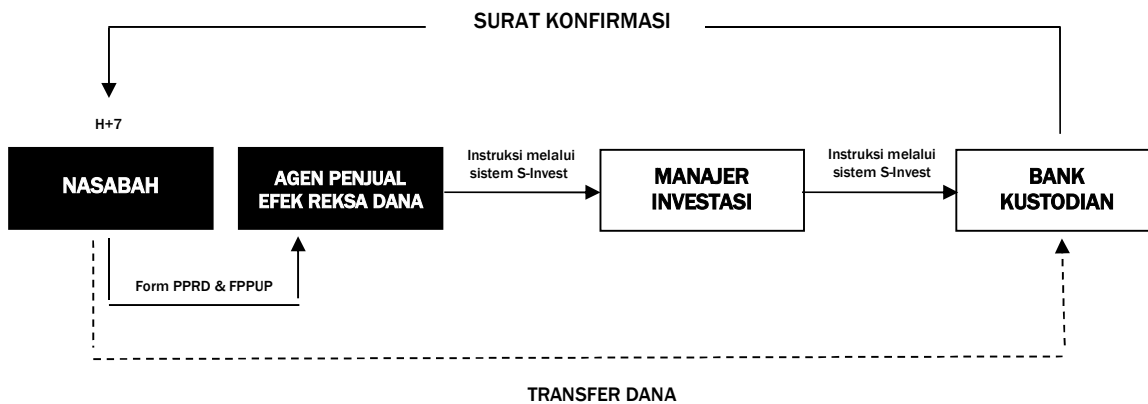 SURAT KONFIRMASI
H+7
NASABAH
AGEN PENJUAL
EFEK REKSA DANA
Instruksi melalui
sistem S-Invest
MANAJER
INVESTASI
Instruksi melalui
sistem S-Invest
BANK
KUSTODIAN
Form PPRD & FPPUP
TRANSFER DANA